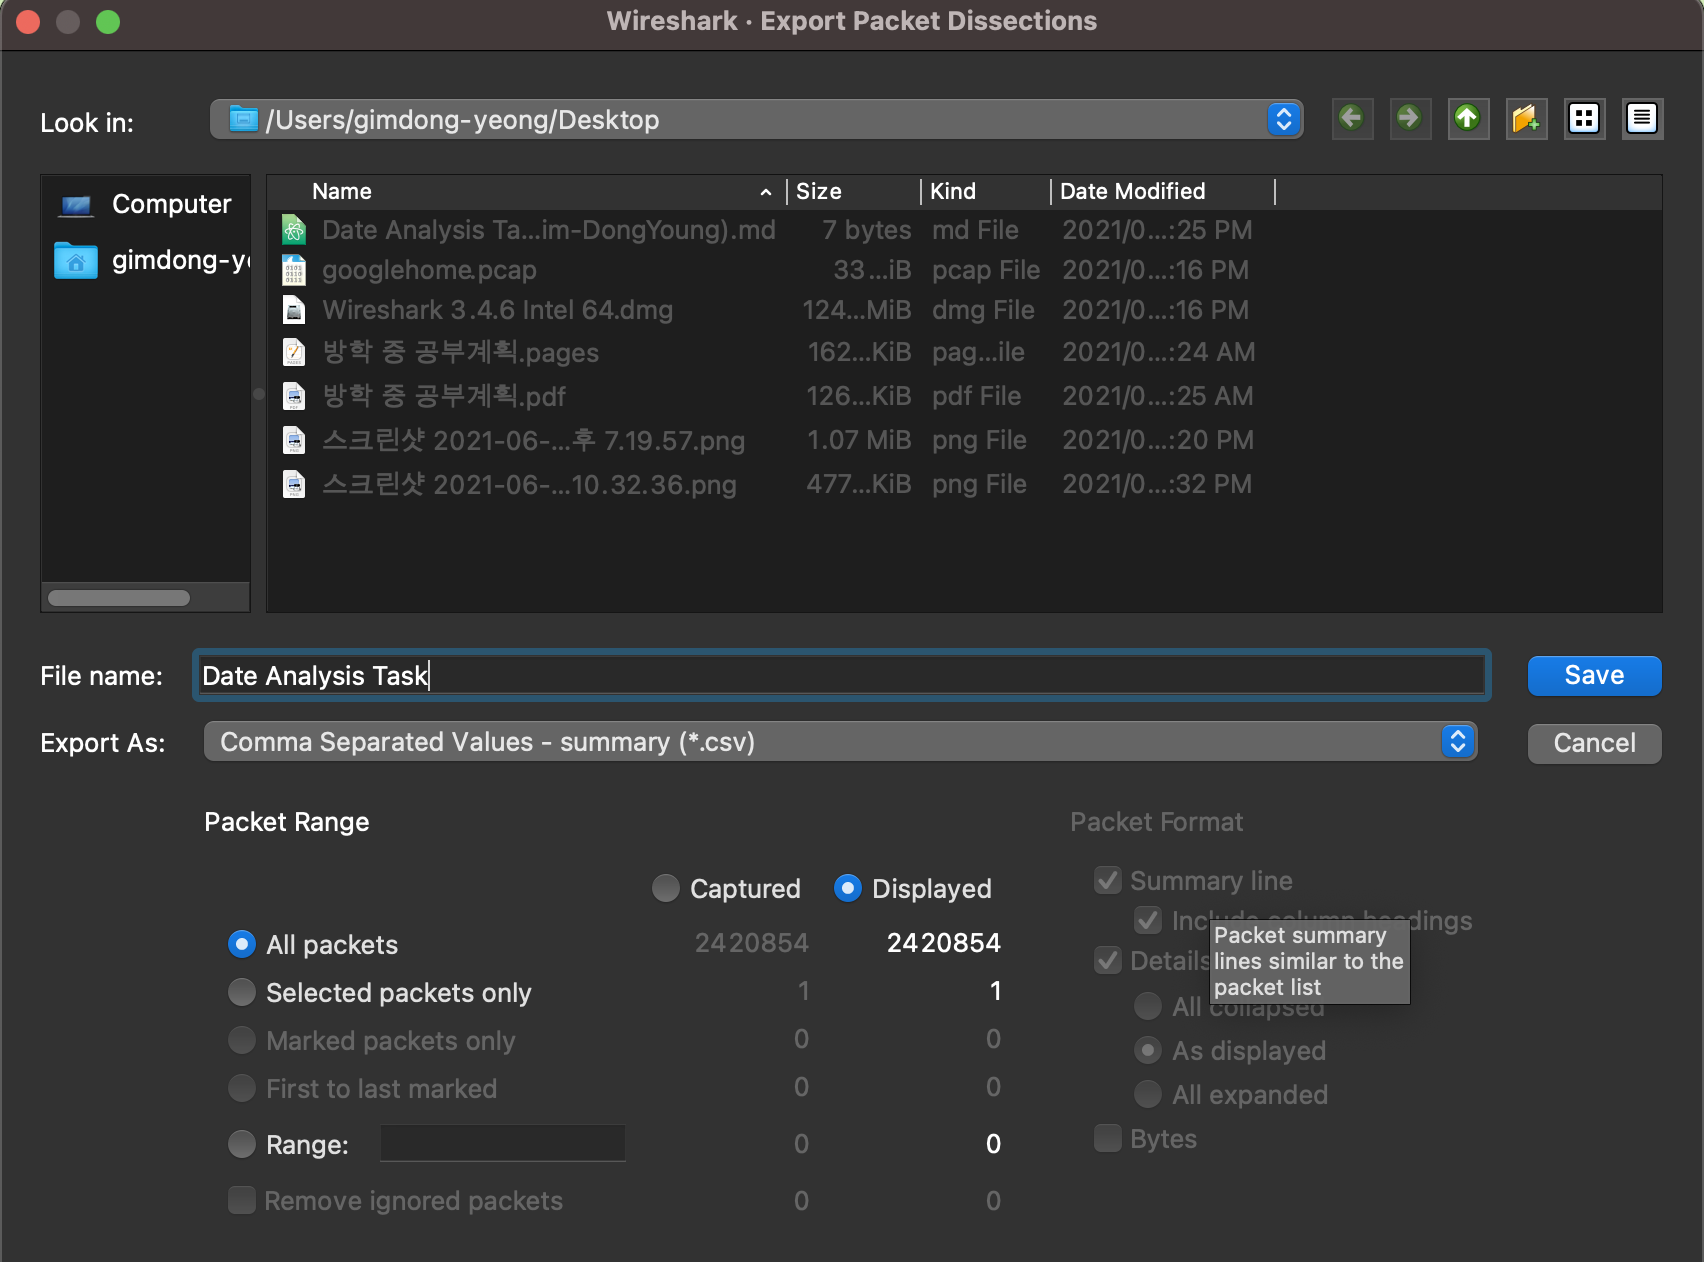 Wireshark · Export Packet Dissections
Look in: /Users/gimdong-yeong/Desktop
Computer
gimdong-y
Name Size Kind Date Modified
Date Analysis Ta...im-DongYoung).md 7 bytes md File 2021/0...:25 PM
googlehome.pcap 33...iB pcap File 2021/0...:16 PM
Wireshark 3.4.6 Intel 64.dmg 124...MiB dmg File 2021/0...:16 PM
방학 중 공부계획.pages 162...KiB pag...ile 2021/0...:24 AM
방학 중 공부계획.pdf 126...KiB pdf File 2021/0...:25 AM
스크린샷 2021-06-...후 7.19.57.png 1.07 MiB png File 2021/0...:20 PM
스크린샷 2021-06-...10.32.36.png 477...KiB png File 2021/0...:32 PM
File name: Date Analysis Task Save
Export As: Comma Separated Values - summary (*.csv) Cancel
Packet Range
Captured Displayed
All packets 2420854 2420854
Selected packets only 1 1
Marked packets only 0 0
First to last marked 0 0
Range: 0 0
Remove ignored packets 0 0
Packet Format
Summary line
Include column headings
Details
Packet summary
lines similar to the
packet list
All collapsed
As displayed
All expanded
Bytes